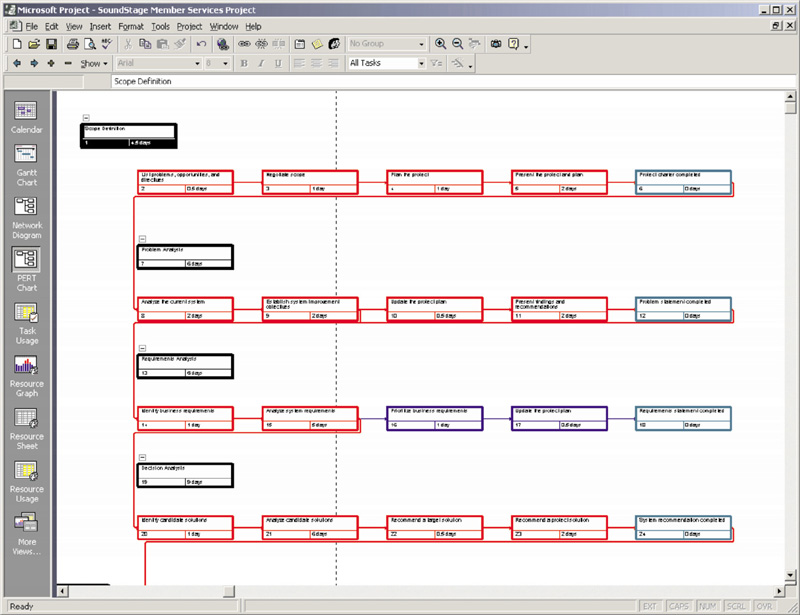 Microsoft Project - SoundStage Member Services Project
File Edit View Insert Format Tools Project Window Help
No Group
Show Arial 8 B I U All Tasks
Scope Definition
Calendar
Gantt Chart
Network Diagram
PERT Chart
Task Usage
Resource Graph
Resource Sheet
Resource Usage
More Views...
Scope Definition
1 4.5 days
List problems, opportunities, and directives
2 0.5 days
Negotiate scope
3 1 day
Plan the project
4 1 day
Present the project and plan
5 2 days
Project charter completed
6 0 days
Problem Analysis
7 6 days
Analyze the current system
8 2 days
Establish system improvement objectives
9 2 days
Update the project plan
10 0.5 days
Present findings and recommendations
11 2 days
Problem statement completed
12 0 days
Requirements Analysis
13 6 days
Identify business requirements
14 1 day
Analyze system requirements
15 5 days
Prioritize business requirements
16 1 day
Update the project plan
17 0.5 days
Requirements statement completed
18 0 days
Decision Analysis
19 9 days
Identify candidate solutions
20 1 day
Analyze candidate solutions
21 6 days
Recommend a target solution
22 0.5 days
Recommend a project solution
23 2 days
System recommendation completed
24 0 days
Ready EXT CAPS NUM SCRL OVR